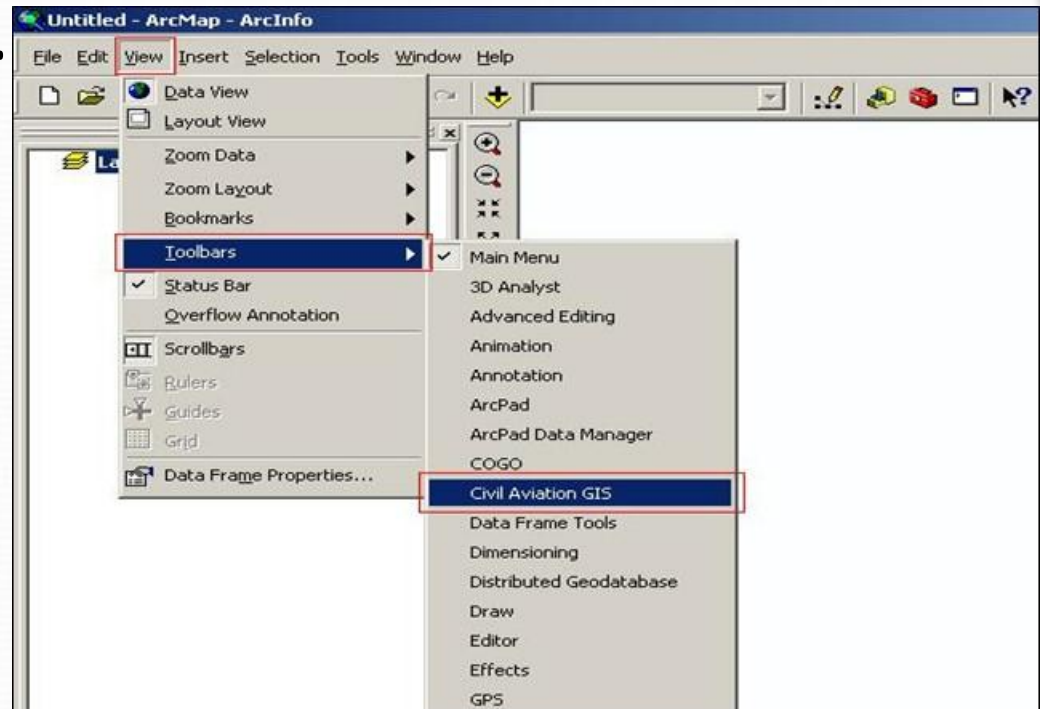 Untitled - ArcMap - ArcInfo
File Edit View Insert Selection Tools Window Help
Data View
Layout View
Zoom Data
Zoom Layout
Bookmarks
Toolbars
Status Bar
Overflow Annotation
Scrollbars
Rulers
Guides
Grid
Data Frame Properties...
Main Menu
3D Analyst
Advanced Editing
Animation
Annotation
ArcPad
ArcPad Data Manager
COGO
Civil Aviation GIS
Data Frame Tools
Dimensioning
Distributed Geodatabase
Draw
Editor
Effects
GPS